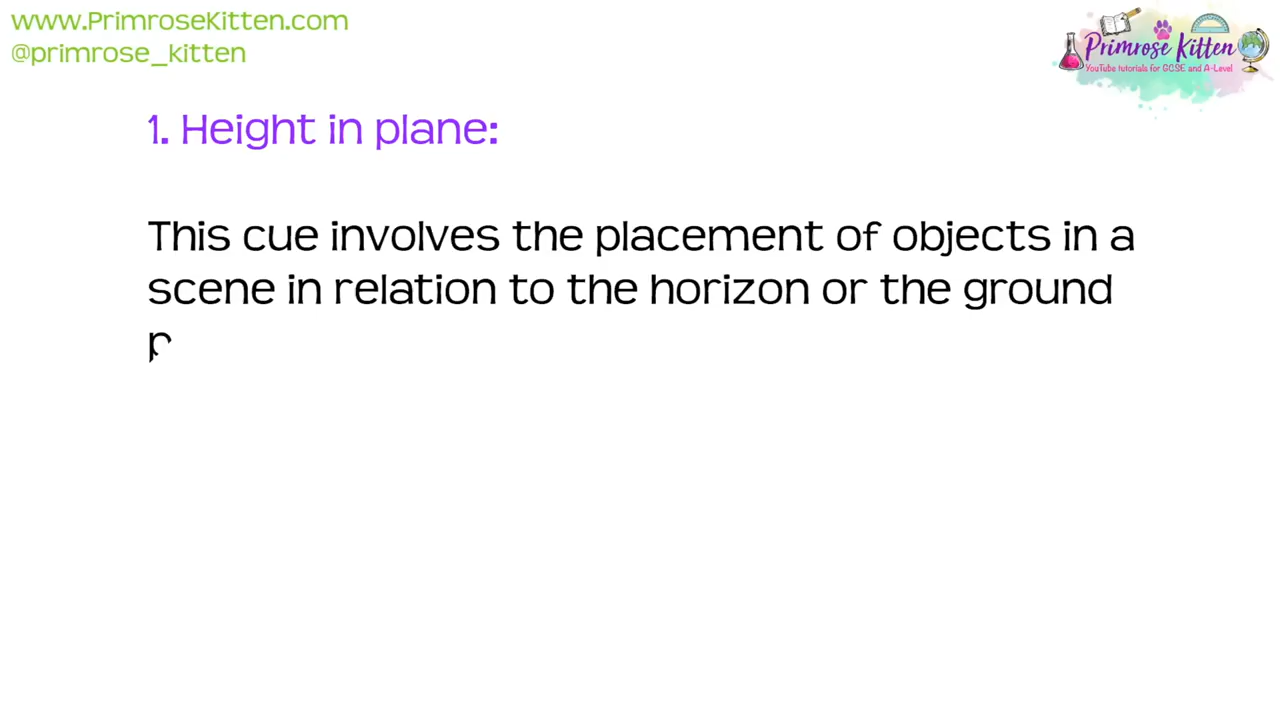 www.PrimroseKitten.com
@primrose_kitten
Primrose Kitten
YouTube tutorials for GCSE and A-Level
1. Height in plane:
This cue involves the placement of objects in a
scene in relation to the horizon or the ground
p